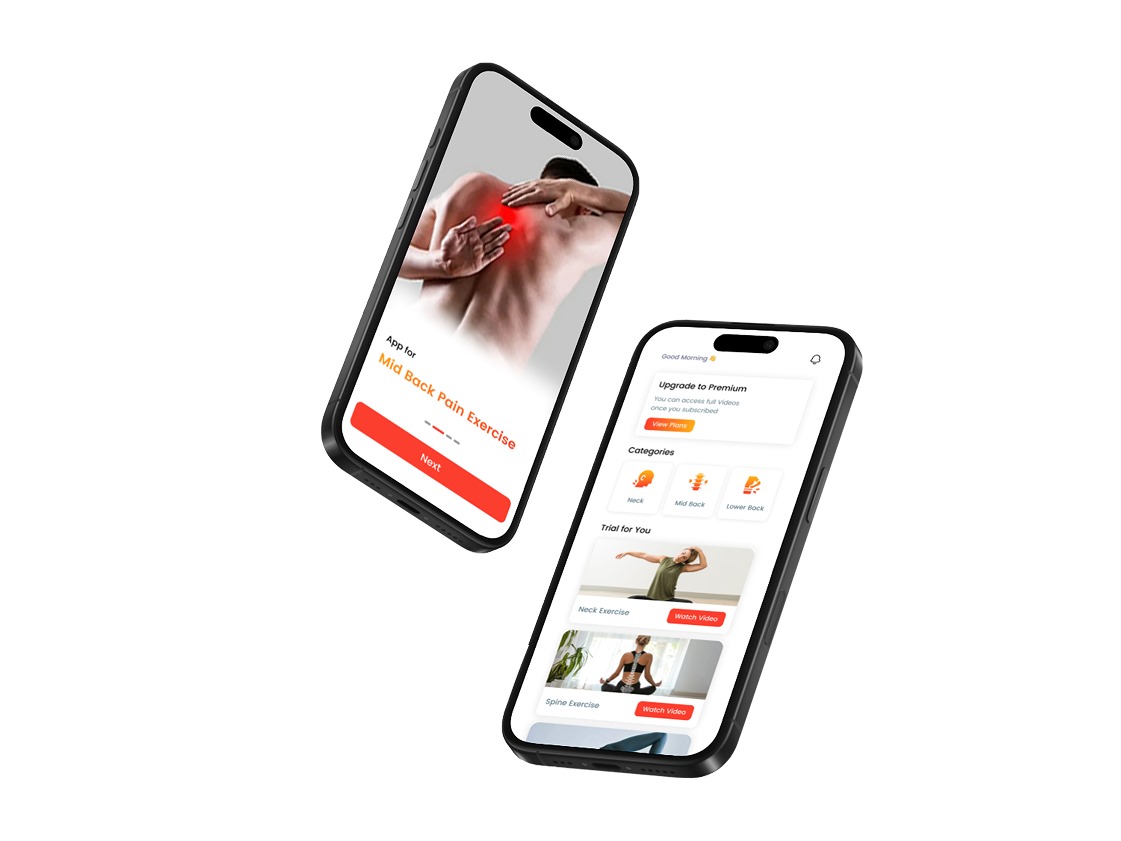 App for
Mid Back Pain Exercise
Next
Good Morning 👋
Upgrade to Premium
You can access full Videos
once you subscribed
View Plans
Categories
Neck
Mid Back
Lower Back
Trial for You
Neck Exercise
Watch Video
Spine Exercise
Watch Video